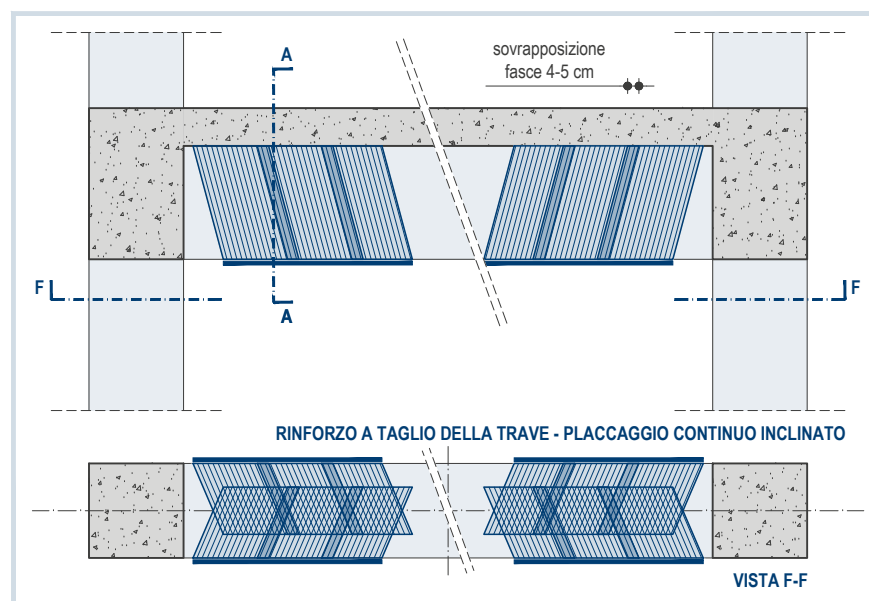 A
sovrapposizione
fasce 4-5 cm
F
A
F
RINFORZO A TAGLIO DELLA TRAVE - PLACCAGGIO CONTINUO INCLINATO
VISTA F-F